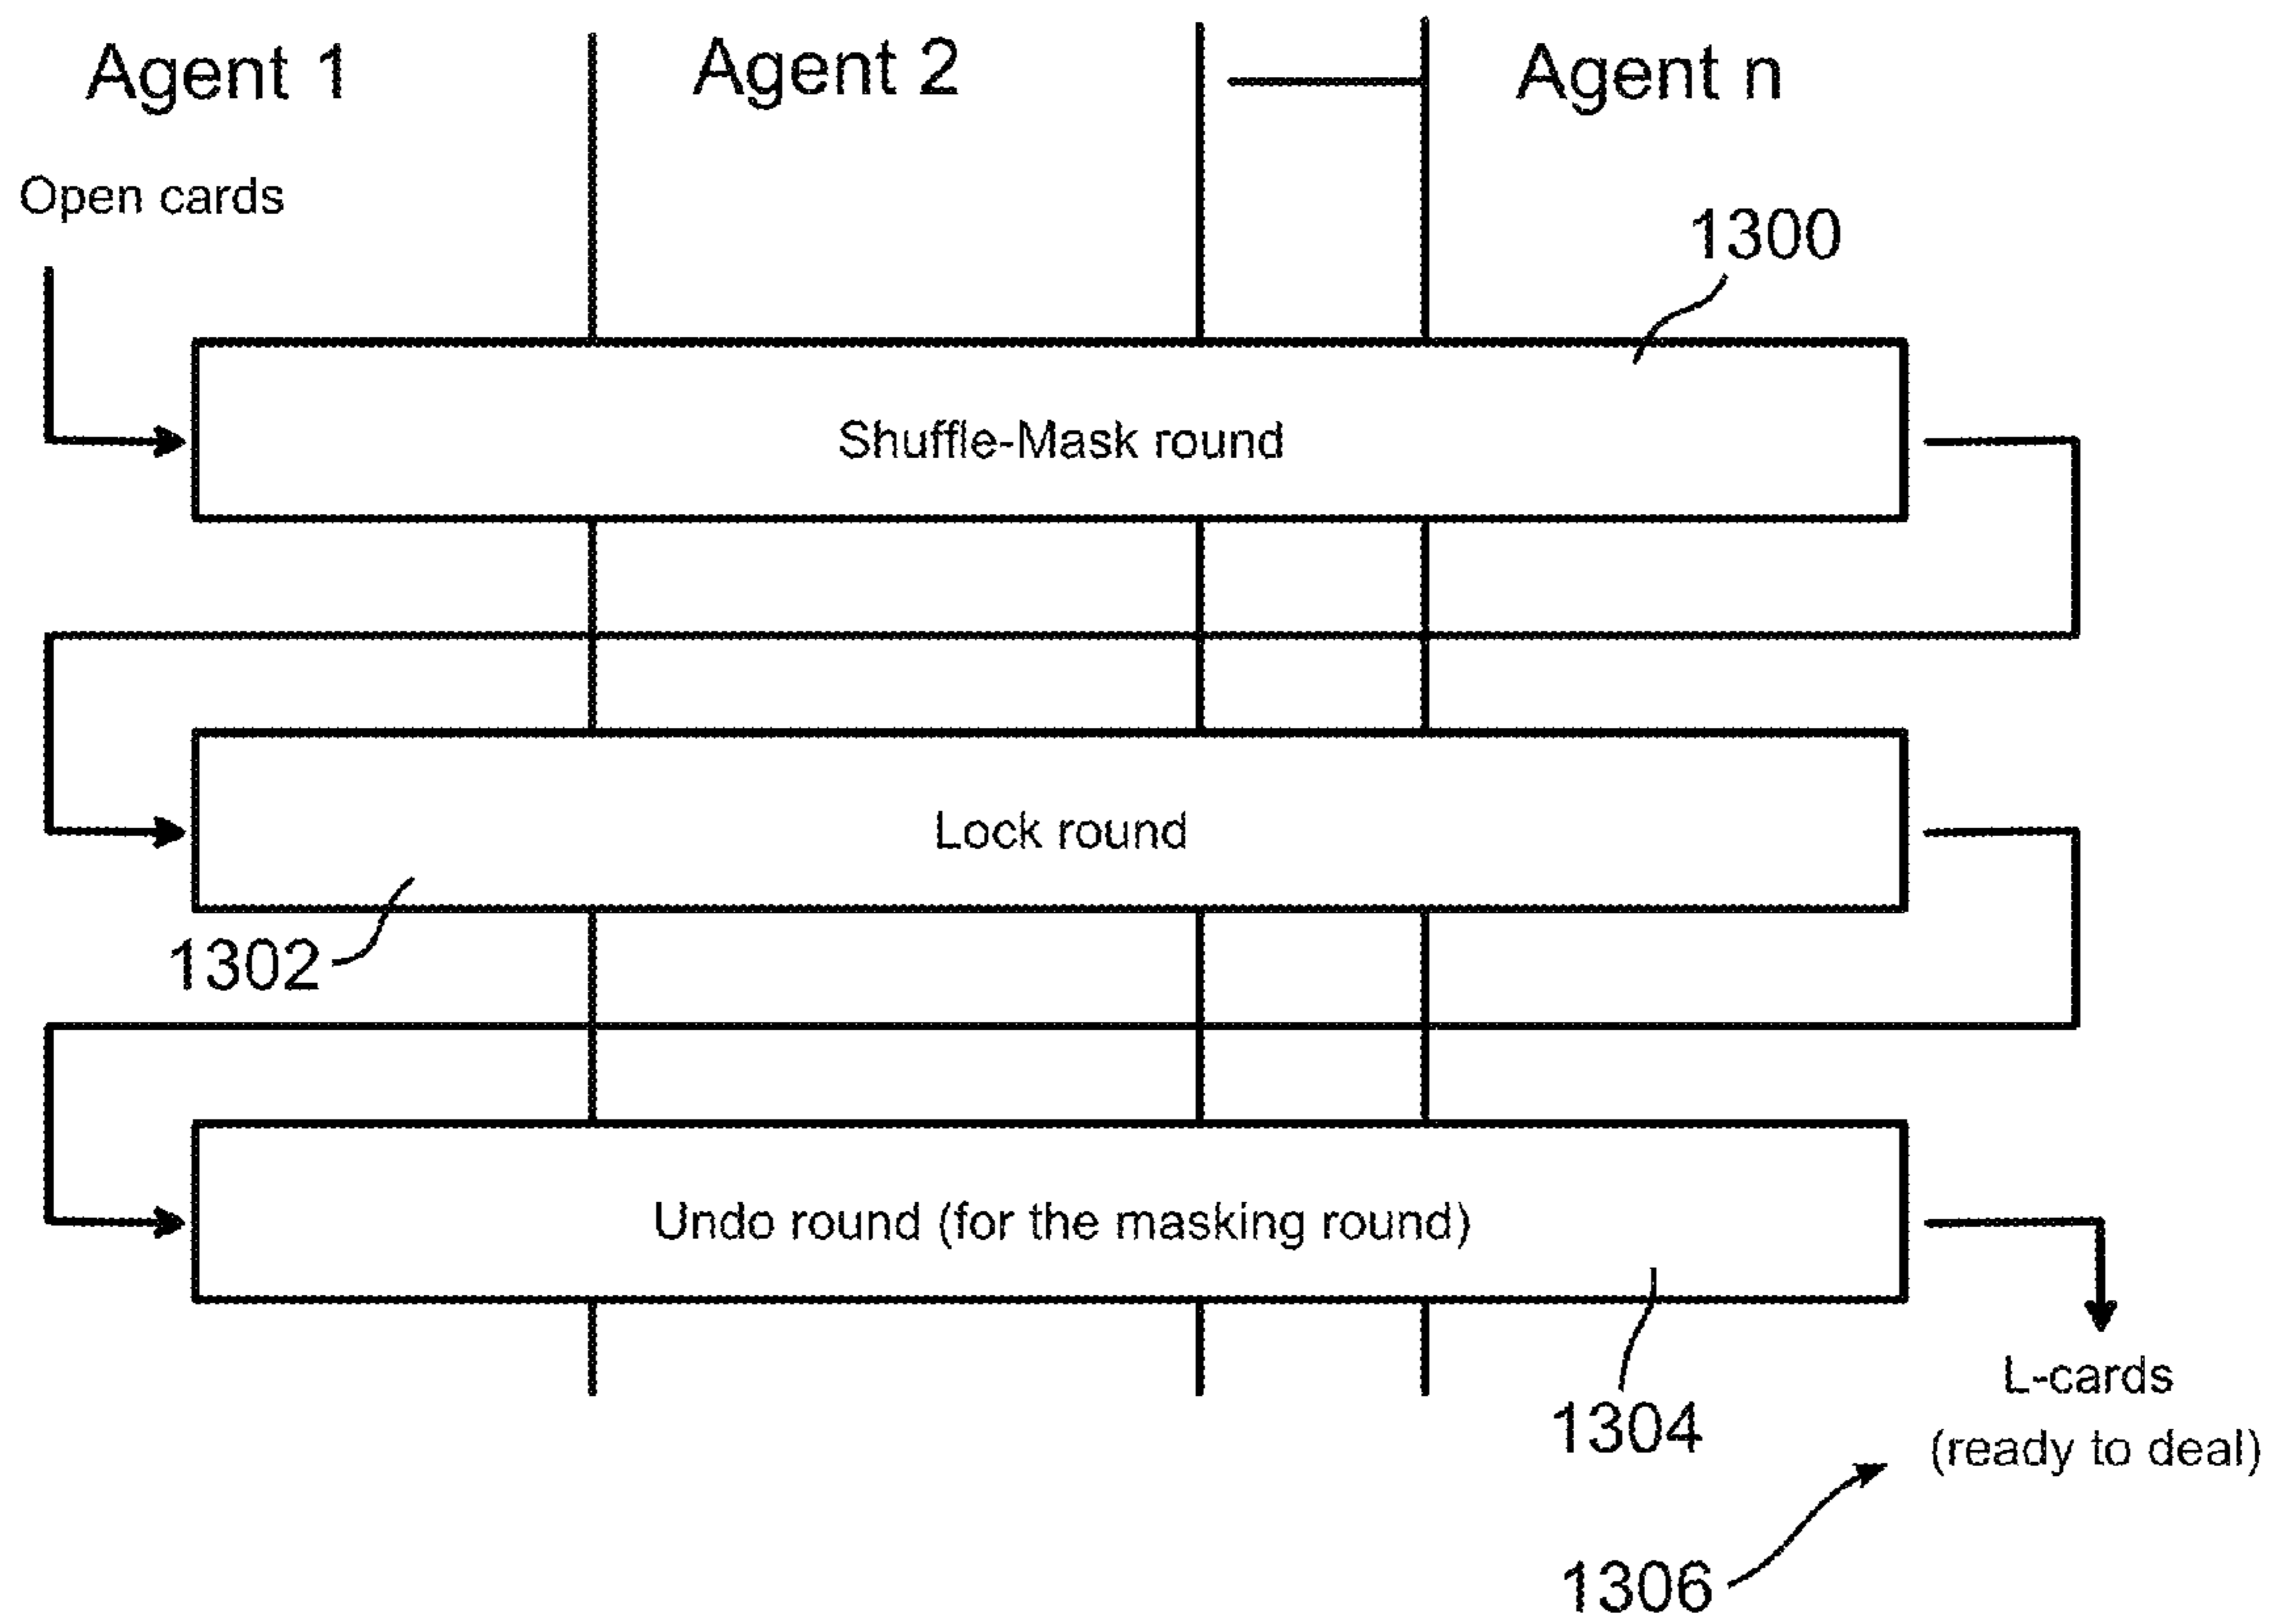 Agent 1
Agent 2
Agent n
Open cards
1300
Shuffle-Mask round
Lock round
1302
Undo round (for the masking round)
1304
L-cards
(ready to deal)
1306